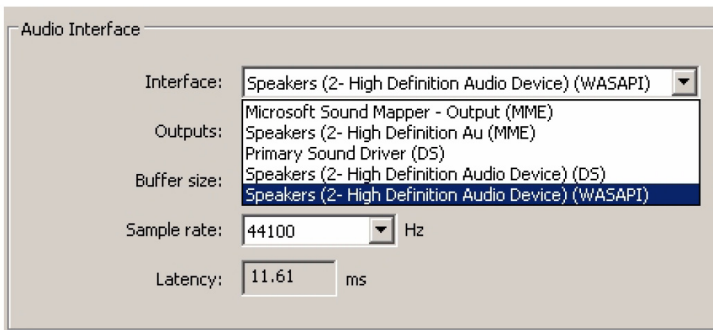 Audio Interface
Interface: Speakers (2- High Definition Audio Device) (WASAPI)
Microsoft Sound Mapper - Output (MME)
Outputs: Speakers (2- High Definition Au (MME)
Primary Sound Driver (DS)
Buffer size: Speakers (2- High Definition Audio Device) (DS)
Speakers (2- High Definition Audio Device) (WASAPI)
Sample rate: 44100 Hz
Latency: 11.61 ms